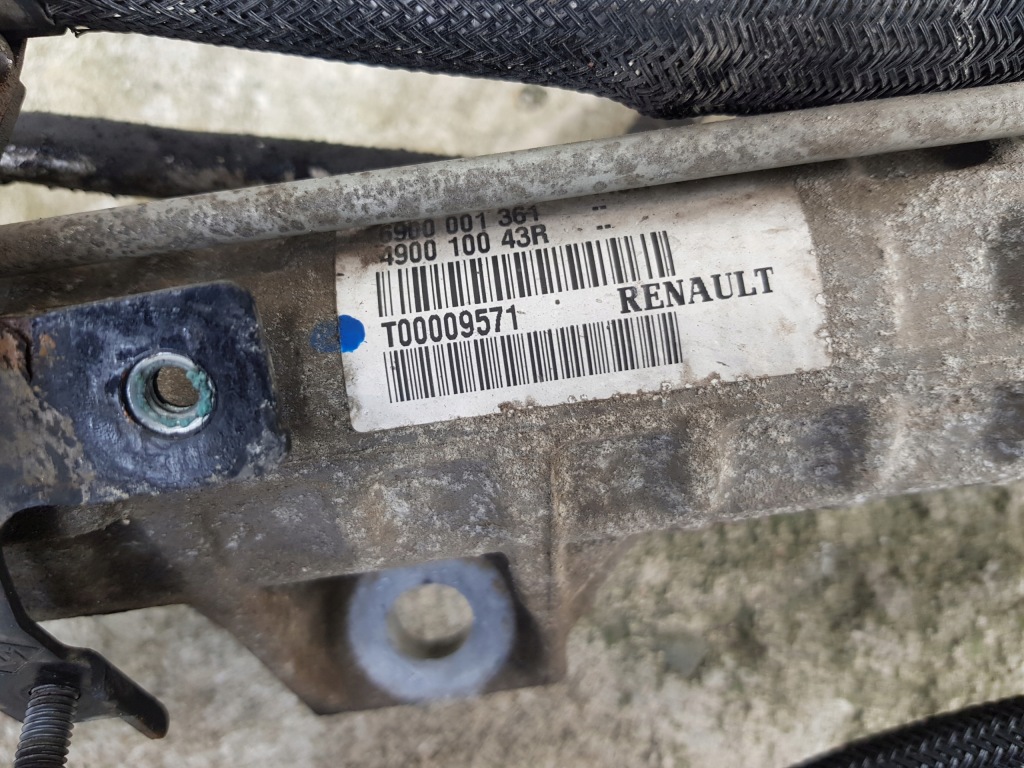 6900 001 361 --
4900 100 43R --
RENAULT
T00009571